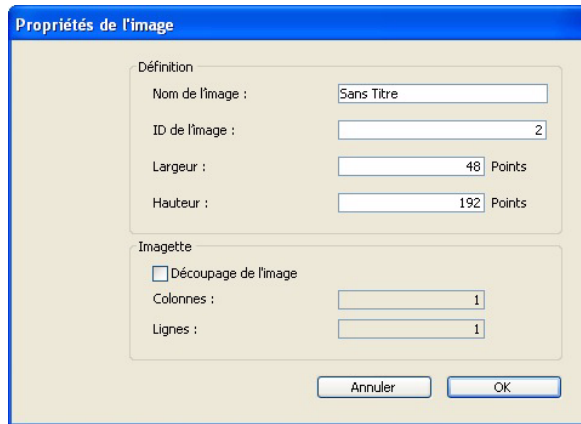 Propriétés de l'image
Définition
Nom de l'image : Sans Titre
ID de l'image : 2
Largeur : 48 Points
Hauteur : 192 Points
Imagette
Découpage de l'image
Colonnes : 1
Lignes : 1
Annuler OK